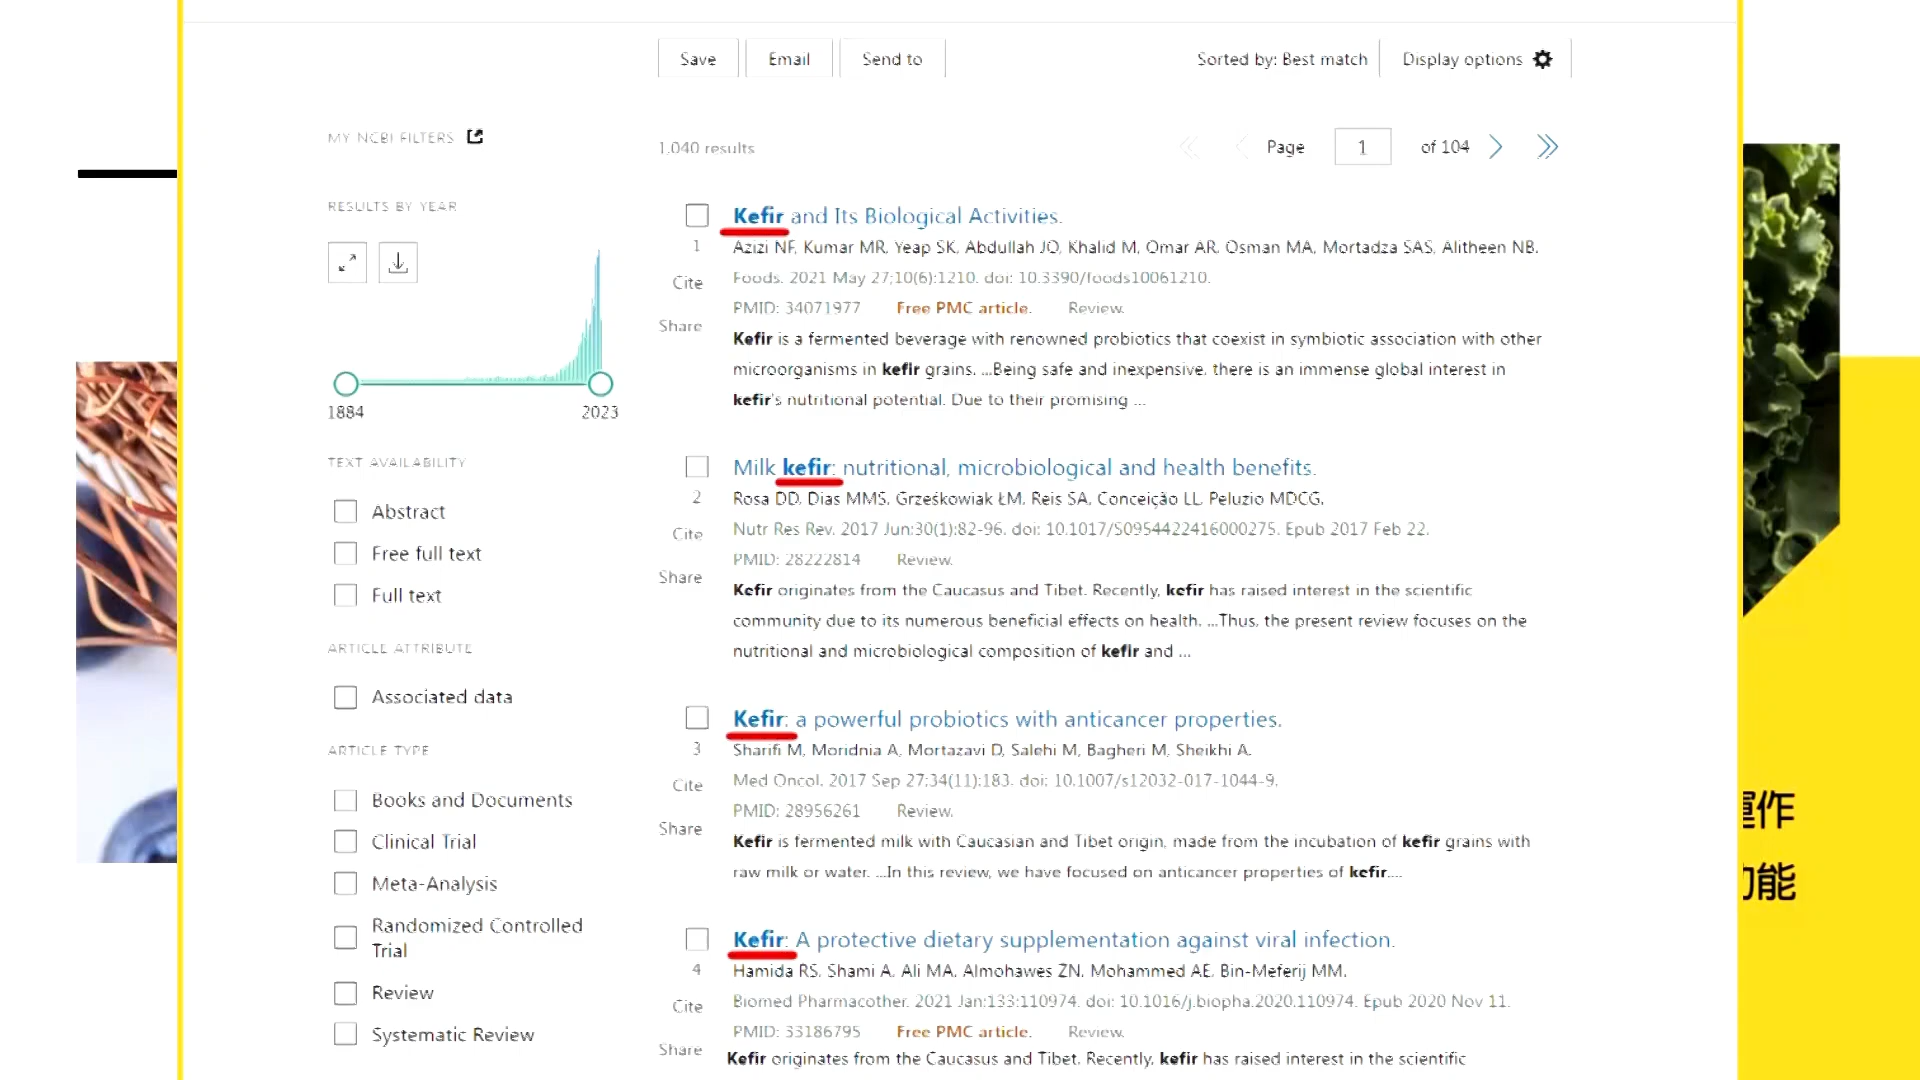 Save Email Send to Sorted by: Best match Display options
MY NCBI FILTERS
1,040 results Page 1 of 104
RESULTS BY YEAR
1884 2023
TEXT AVAILABILITY
Abstract
Free full text
Full text
ARTICLE ATTRIBUTE
Associated data
ARTICLE TYPE
Books and Documents
Clinical Trial
Meta-Analysis
Randomized Controlled
Trial
Review
Systematic Review
Kefir and Its Biological Activities.
1
Cite
Share
Azizi NF, Kumar MR, Yeap SK, Abdullah JO, Khalid M, Omar AR, Osman MA, Mortadza SAS, Alitheen NB.
Foods. 2021 May 27;10(6):1210. doi: 10.3390/foods10061210.
PMID: 34071977 Free PMC article. Review.
Kefir is a fermented beverage with renowned probiotics that coexist in symbiotic association with other
microorganisms in kefir grains. ...Being safe and inexpensive, there is an immense global interest in
kefir's nutritional potential. Due to their promising ...
Milk kefir: nutritional, microbiological and health benefits.
2
Cite
Share
Rosa DD, Dias MMS, Grześkowiak ŁM, Reis SA, Conceição LL, Peluzio MDCG.
Nutr Res Rev. 2017 Jun;30(1):82-96. doi: 10.1017/S0954422416000275. Epub 2017 Feb 22.
PMID: 28222814 Review.
Kefir originates from the Caucasus and Tibet. Recently, kefir has raised interest in the scientific
community due to its numerous beneficial effects on health. ...Thus, the present review focuses on the
nutritional and microbiological composition of kefir and ...
Kefir: a powerful probiotics with anticancer properties.
3
Cite
Share
Sharifi M, Moridnia A, Mortazavi D, Salehi M, Bagheri M, Sheikhi A.
Med Oncol. 2017 Sep 27;34(11):183. doi: 10.1007/s12032-017-1044-9.
PMID: 28956261 Review.
Kefir is fermented milk with Caucasian and Tibet origin, made from the incubation of kefir grains with
raw milk or water. ...In this review, we have focused on anticancer properties of kefir....
Kefir: A protective dietary supplementation against viral infection.
4
Cite
Share
Hamida RS, Shami A, Ali MA, Almohawes ZN, Mohammed AE, Bin-Meferij MM.
Biomed Pharmacother. 2021 Jan;133:110974. doi: 10.1016/j.biopha.2020.110974. Epub 2020 Nov 11.
PMID: 33186795 Free PMC article. Review.
Kefir originates from the Caucasus and Tibet. Recently, kefir has raised interest in the scientific
運作
功能